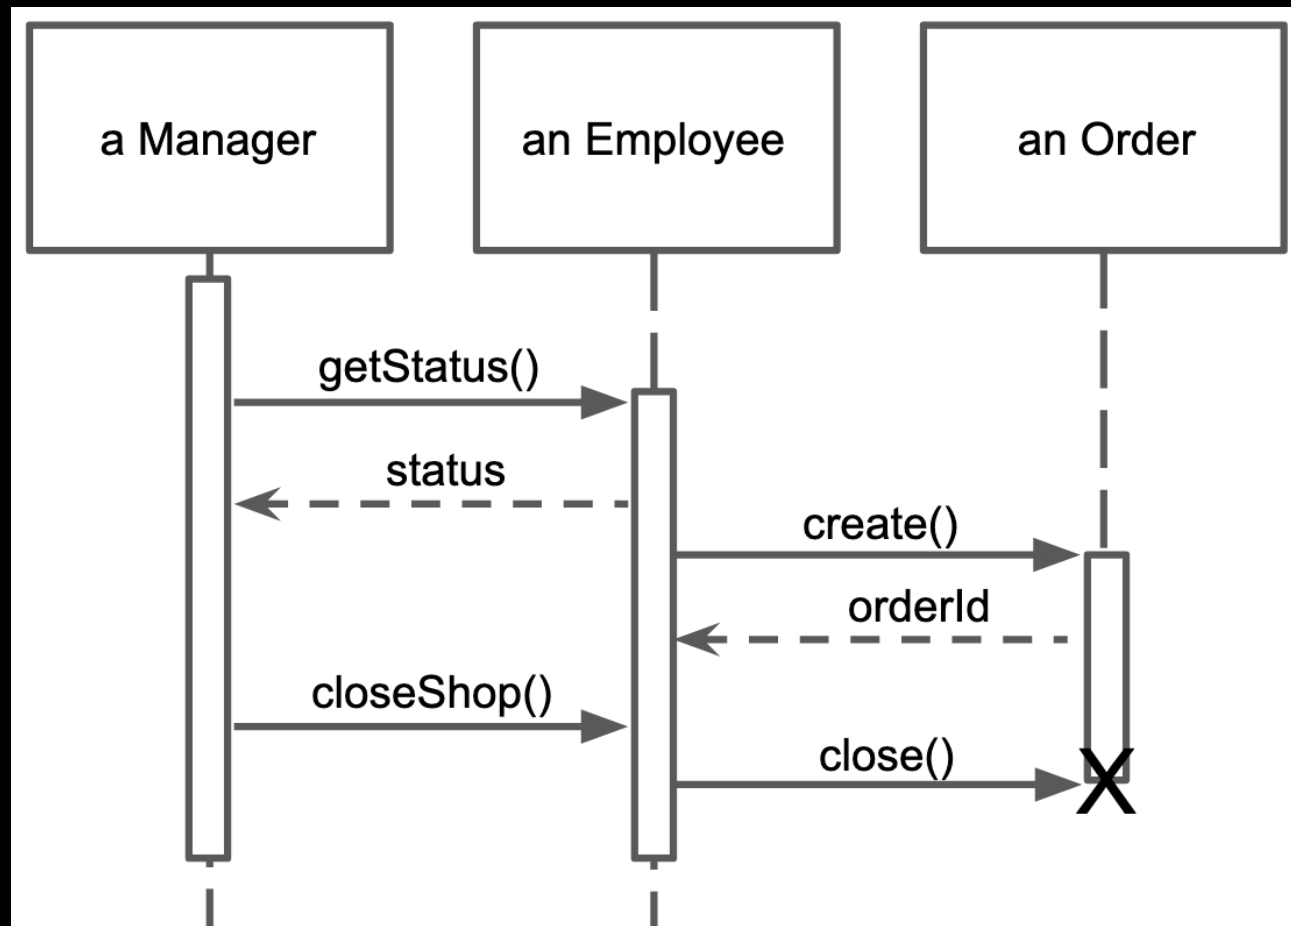 a Manager
an Employee
an Order
getStatus()
status
create()
orderId
closeShop()
close()
X